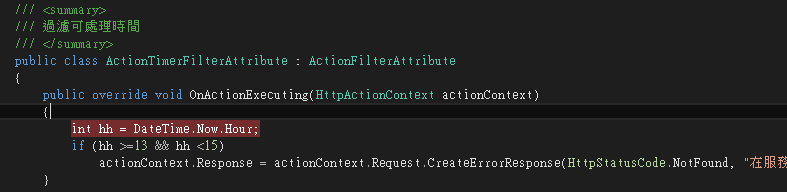 /// <summary>
/// 過濾可處理時間
/// </summary>
public class ActionTimerFilterAttribute : ActionFilterAttribute
{
public override void OnActionExecuting(HttpActionContext actionContext)
{
int hh = DateTime.Now.Hour;
if (hh >=13 && hh <15)
actionContext.Response = actionContext.Request.CreateErrorResponse(HttpStatusCode.NotFound, "在服務
}